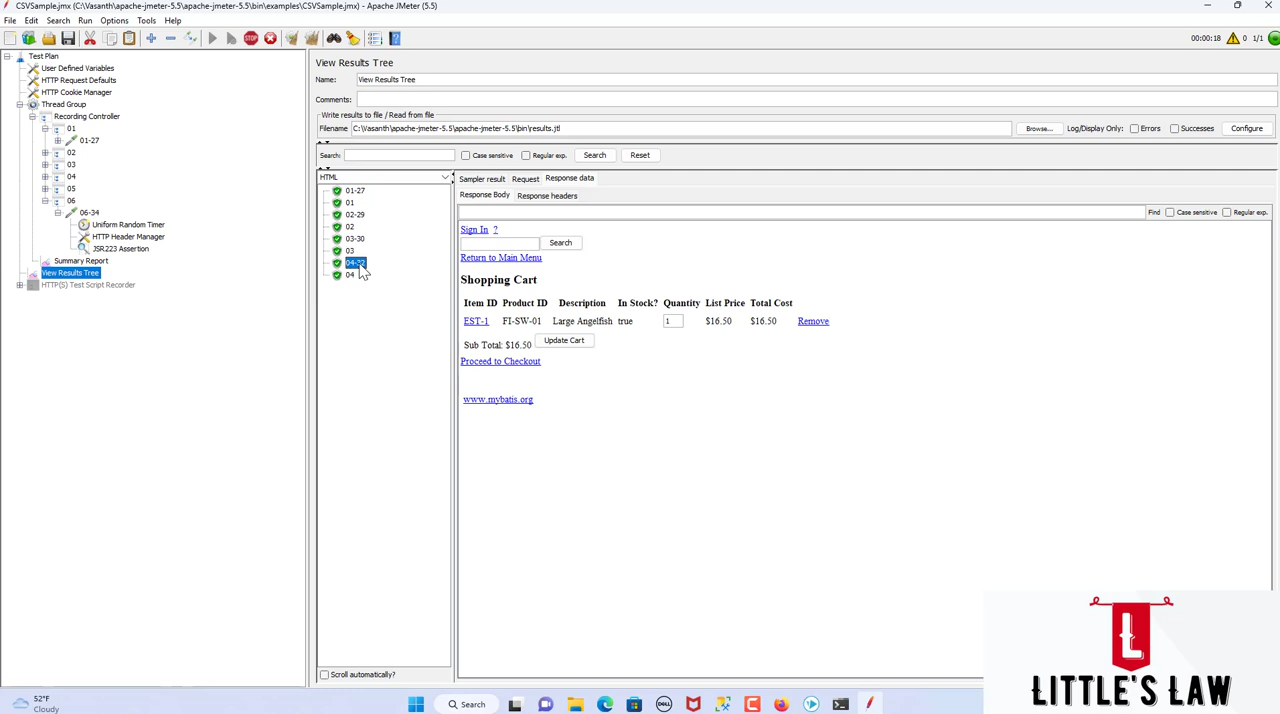 CSVSample.jmx (C:\Vasanth\apache-jmeter-5.5\apache-jmeter-5.5\bin\examples\CSVSample.jmx) - Apache JMeter (5.5)
File Edit Search Run Options Tools Help
00:00:18 0 1/1
Test Plan
User Defined Variables
HTTP Request Defaults
HTTP Cookie Manager
Thread Group
Recording Controller
01
01-27
02
03
04
05
06
06-34
Uniform Random Timer
HTTP Header Manager
JSR223 Assertion
Summary Report
View Results Tree
HTTP(S) Test Script Recorder
View Results Tree
Name: View Results Tree
Comments:
Write results to file / Read from file
Filename C:\Vasanth\apache-jmeter-5.5\apache-jmeter-5.5\bin\results.jtl Browse... Log/Display Only: Errors Successes Configure
Search: Case sensitive Regular exp. Search Reset
HTML
01-27
01
02-29
02
03-30
03
04
Scroll automatically?
Sampler result Request Response data
Response Body Response headers
Find Case sensitive Regular exp.
Sign In ?
Search
Return to Main Menu
Shopping Cart
Item ID Product ID Description In Stock? Quantity List Price Total Cost
EST-1 FI-SW-01 Large Angelfish true 1 $16.50 $16.50 Remove
Sub Total: $16.50 Update Cart
Proceed to Checkout
www.mybatis.org
L
LITTLE'S LAW
52°F
Cloudy
Search
DELL